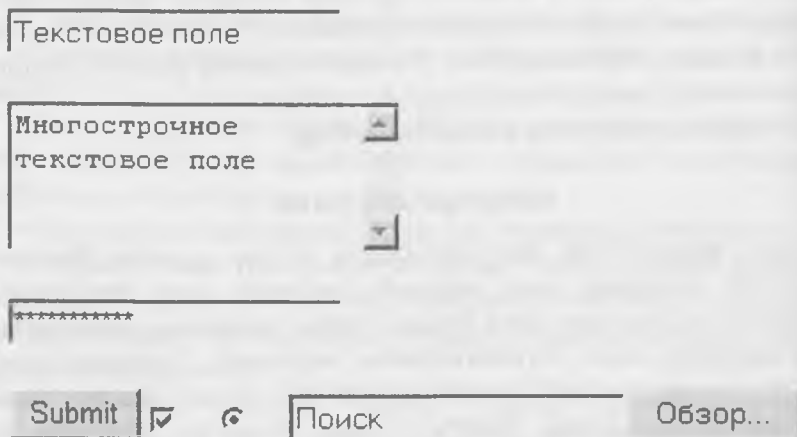 Текстовое поле
Многострочное
текстовое поле
***********
Submit Поиск Обзор...